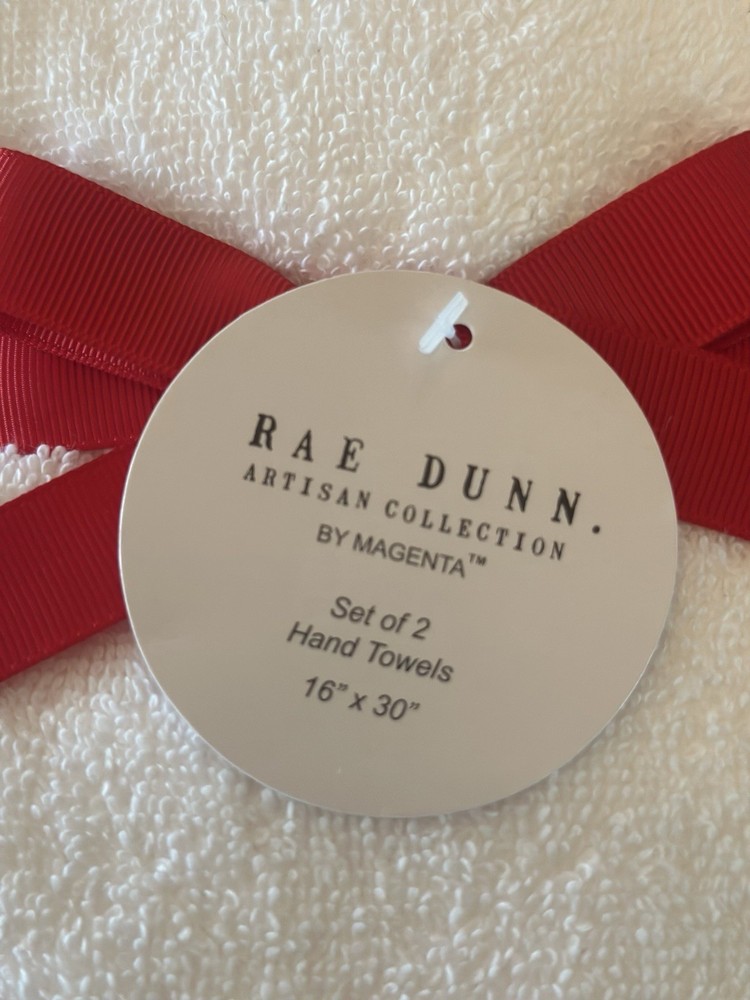 RAE DUNN.
ARTISAN COLLECTION
BY MAGENTA™
Set of 2
Hand Towels
16” x 30”